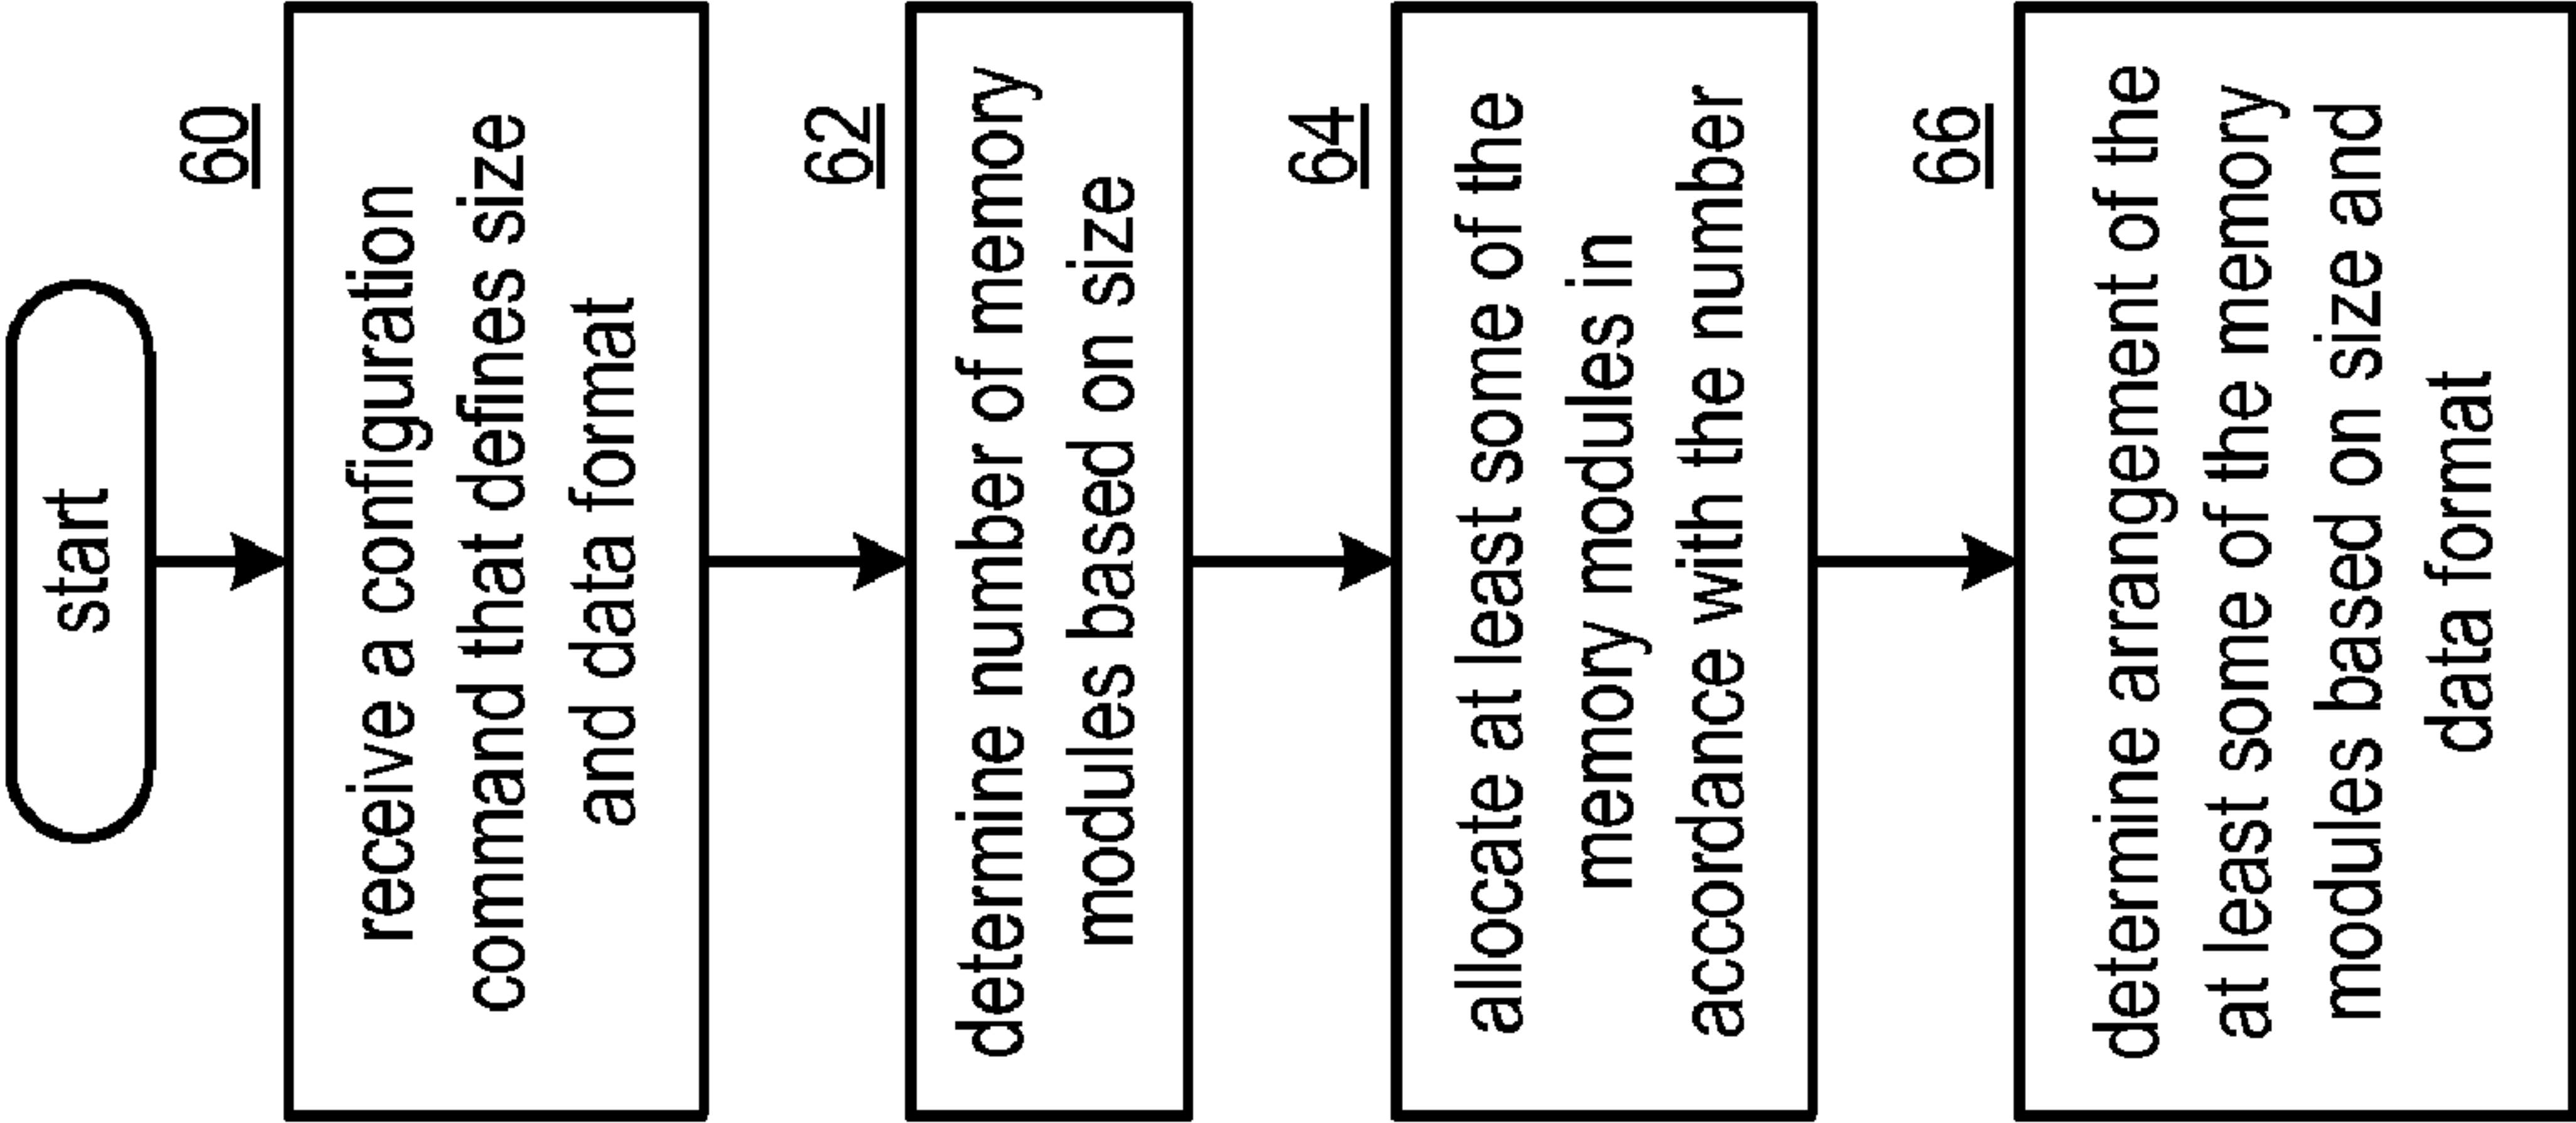 start
60
receive a configuration
command that defines size
and data format
62
determine number of memory
modules based on size
64
allocate at least some of the
memory modules in
accordance with the number
66
determine arrangement of the
at least some of the memory
modules based on size and
data format